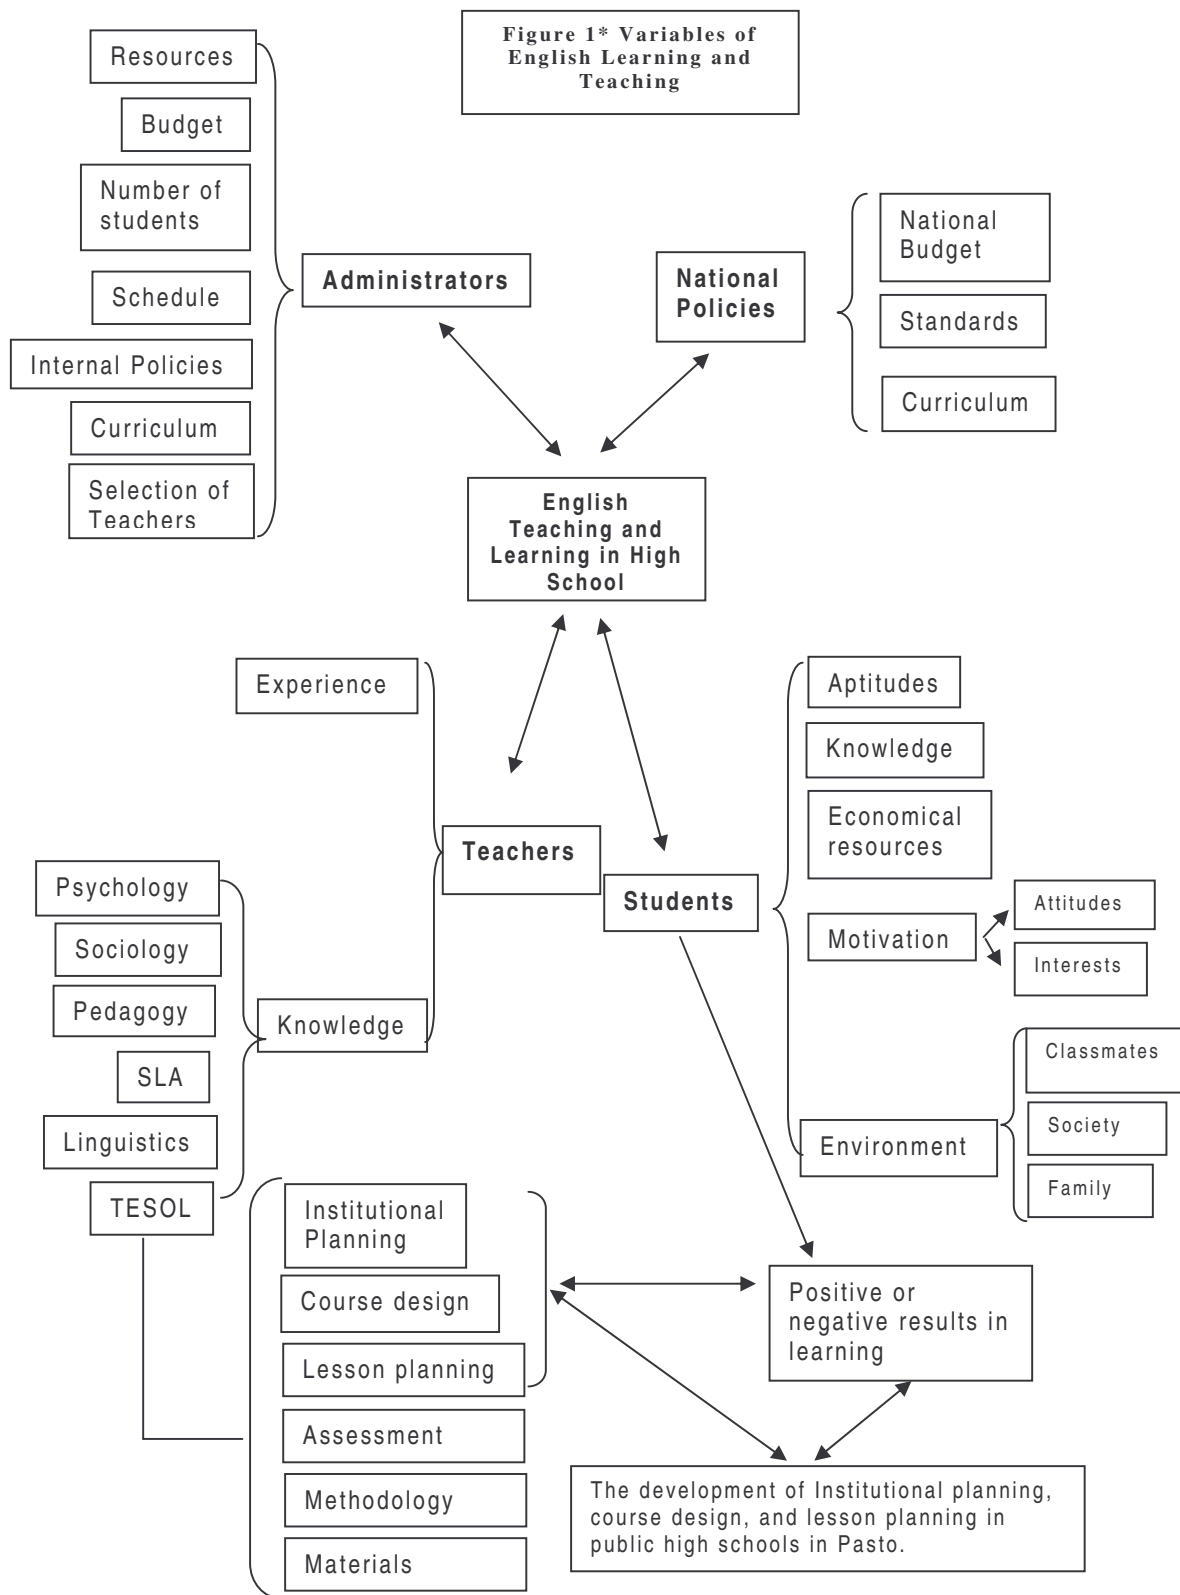 Figure 1* Variables of
English Learning and
Teaching
Resources
Budget
Number of
students
Schedule
Internal Policies
Curriculum
Selection of
Teachers
Administrators
National
Policies
National
Budget
Standards
Curriculum
English
Teaching and
Learning in High
School
Experience
Teachers
Students
Aptitudes
Knowledge
Economical
resources
Motivation
Attitudes
Interests
Environment
Classmates
Society
Family
Psychology
Sociology
Pedagogy
SLA
Linguistics
TESOL
Knowledge
Institutional
Planning
Course design
Lesson planning
Assessment
Methodology
Materials
Positive or
negative results in
learning
The development of Institutional planning,
course design, and lesson planning in
public high schools in Pasto.